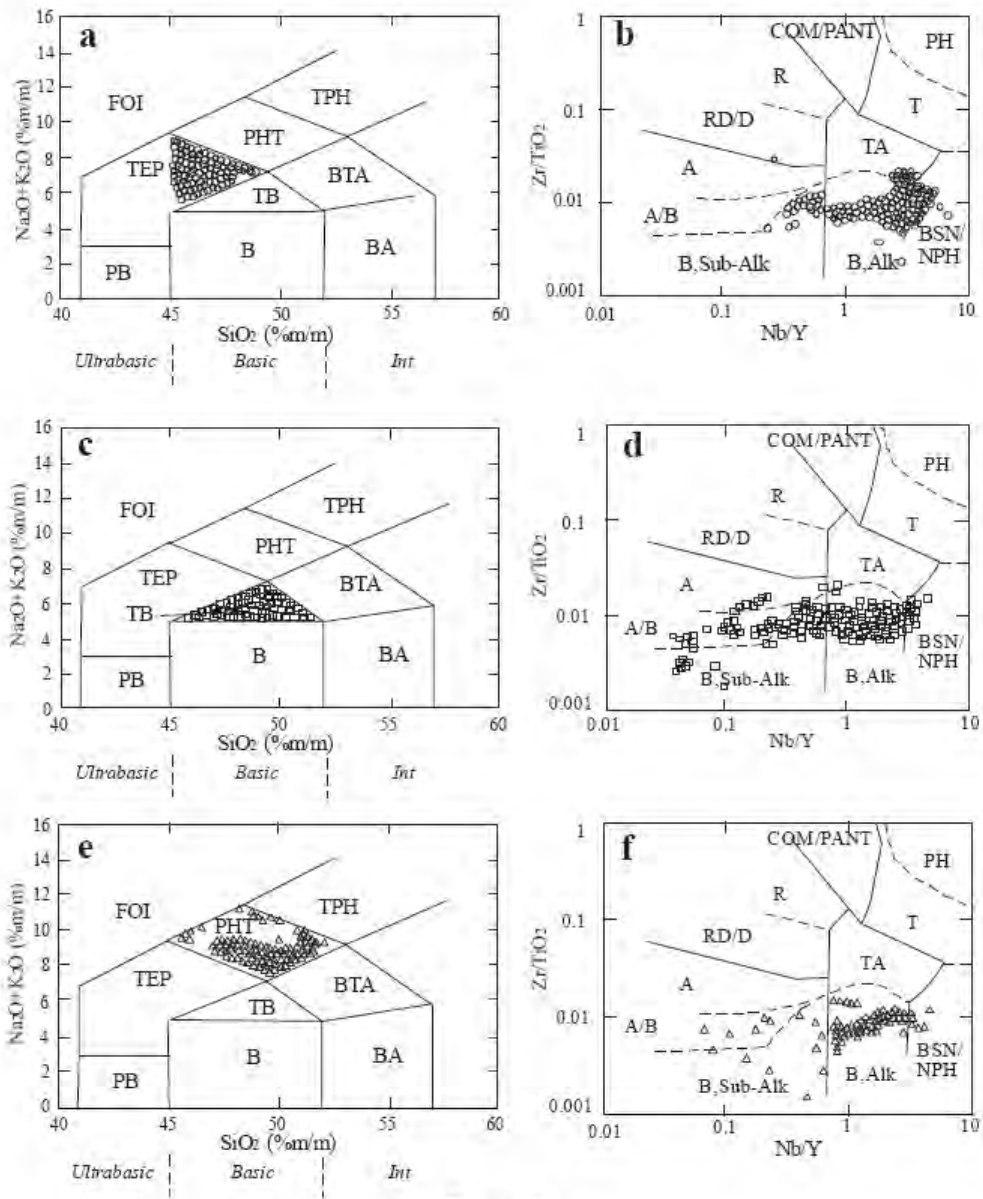 a
16
14
12
10
8
6
4
2
0
Na2O+ K2O (%m/m)
FOI
TPH
PHT
TEP
BTA
TB
B
BA
PB
40
45
50
55
60
SiO2 (%m/m)
Ultrabasic
Basic
Int
b
1
0.1
0.01
0.001
Zr/TiO2
COM/PANT
PH
R
T
RD/D
TA
A
A/B
BSN/
NPH
B,Sub-Alk
B,Alk
0.01
0.1
1
10
Nb/Y
c
16
14
12
10
8
6
4
2
0
Na2O+ K2O (%m/m)
FOI
TPH
PHT
TEP
BTA
TB
B
BA
PB
40
45
50
55
60
SiO2 (%m/m)
Ultrabasic
Basic
Int
d
1
0.1
0.01
0.001
Zr/TiO2
COM/PANT
PH
R
T
RD/D
TA
A
A/B
BSN/
NPH
B,Sub-Alk
B,Alk
0.01
0.1
1
10
Nb/Y
e
16
14
12
10
8
6
4
2
0
Na2O+ K2O (%m/m)
FOI
TPH
PHT
TEP
BTA
TB
B
BA
PB
40
45
50
55
60
SiO2 (%m/m)
Ultrabasic
Basic
Int
f
1
0.1
0.01
0.001
Zr/TiO2
COM/PANT
PH
R
T
RD/D
TA
A
A/B
BSN/
NPH
B,Sub-Alk
B,Alk
0.01
0.1
1
10
Nb/Y